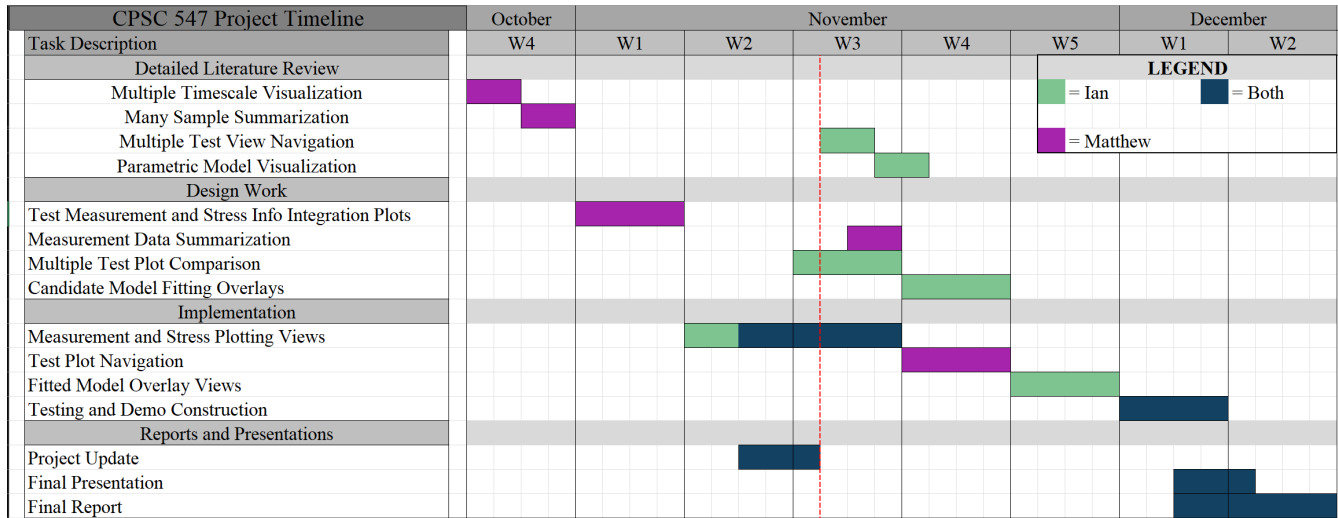 CPSC 547 Project Timeline October November December
Task Description W4 W1 W2 W3 W4 W5 W1 W2
Detailed Literature Review LEGEND
Multiple Timescale Visualization = Ian = Both
Many Sample Summarization
Multiple Test View Navigation = Matthew
Parametric Model Visualization
Design Work
Test Measurement and Stress Info Integration Plots
Measurement Data Summarization
Multiple Test Plot Comparison
Candidate Model Fitting Overlays
Implementation
Measurement and Stress Plotting Views
Test Plot Navigation
Fitted Model Overlay Views
Testing and Demo Construction
Reports and Presentations
Project Update
Final Presentation
Final Report